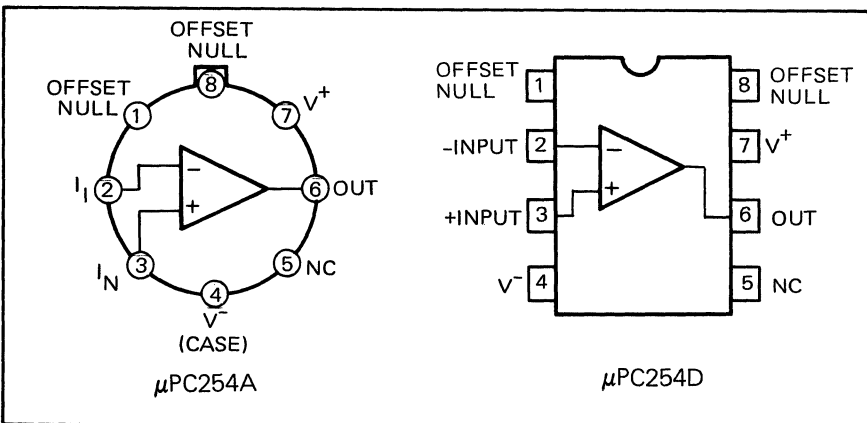 OFFSET
NULL
8
OFFSET
NULL
1
7
V⁺
I_I
2
−
+
6
OUT
I_N
3
5
NC
4
V⁻
(CASE)
μPC254A
OFFSET
NULL
1
8
OFFSET
NULL
−INPUT
2
−
7
V⁺
+INPUT
3
+
6
OUT
V⁻
4
5
NC
μPC254D